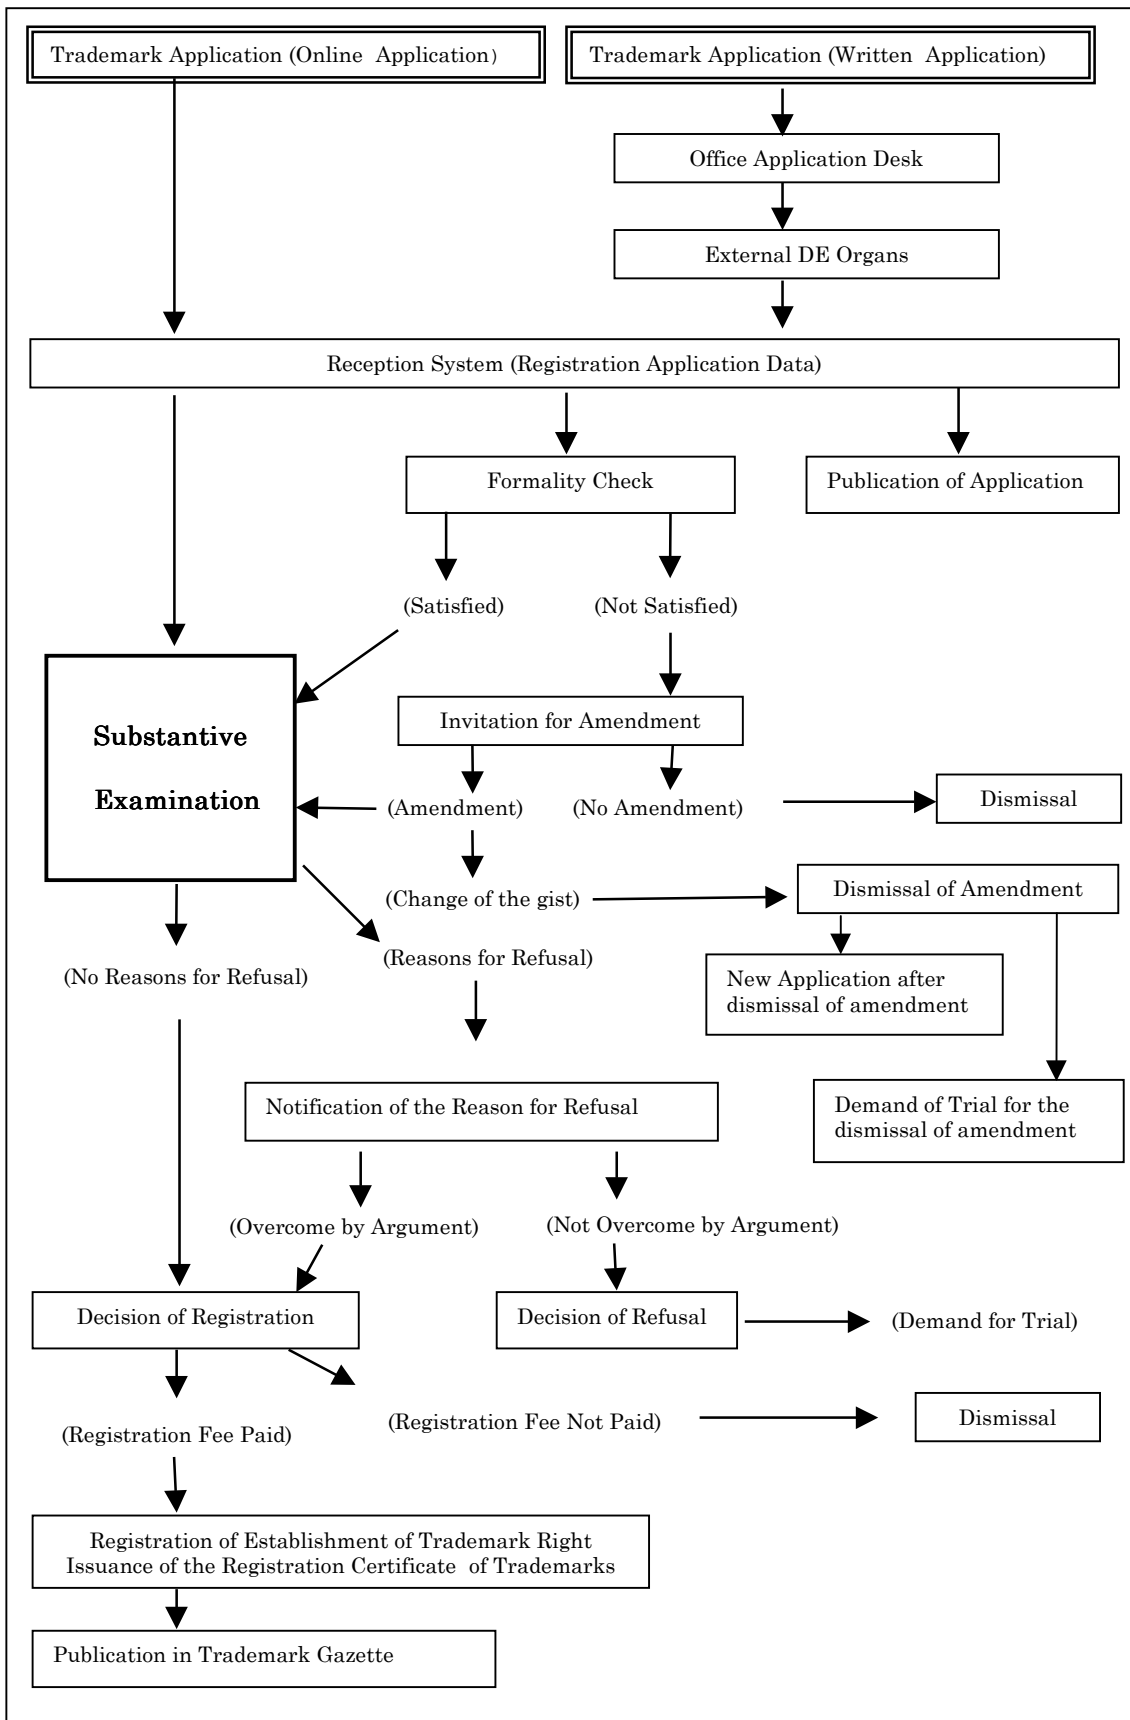 Trademark Application (Online Application)
Trademark Application (Written Application)
Office Application Desk
External DE Organs
Reception System (Registration Application Data)
Formality Check
Publication of Application
(Satisfied)
(Not Satisfied)
Substantive
Examination
Invitation for Amendment
(Amendment)
(No Amendment)
Dismissal
(Change of the gist)
Dismissal of Amendment
(Reasons for Refusal)
(No Reasons for Refusal)
New Application after
dismissal of amendment
Notification of the Reason for Refusal
Demand of Trial for the
dismissal of amendment
(Overcome by Argument)
(Not Overcome by Argument)
Decision of Registration
Decision of Refusal
(Demand for Trial)
(Registration Fee Paid)
(Registration Fee Not Paid)
Dismissal
Registration of Establishment of Trademark Right
Issuance of the Registration Certificate of Trademarks
Publication in Trademark Gazette